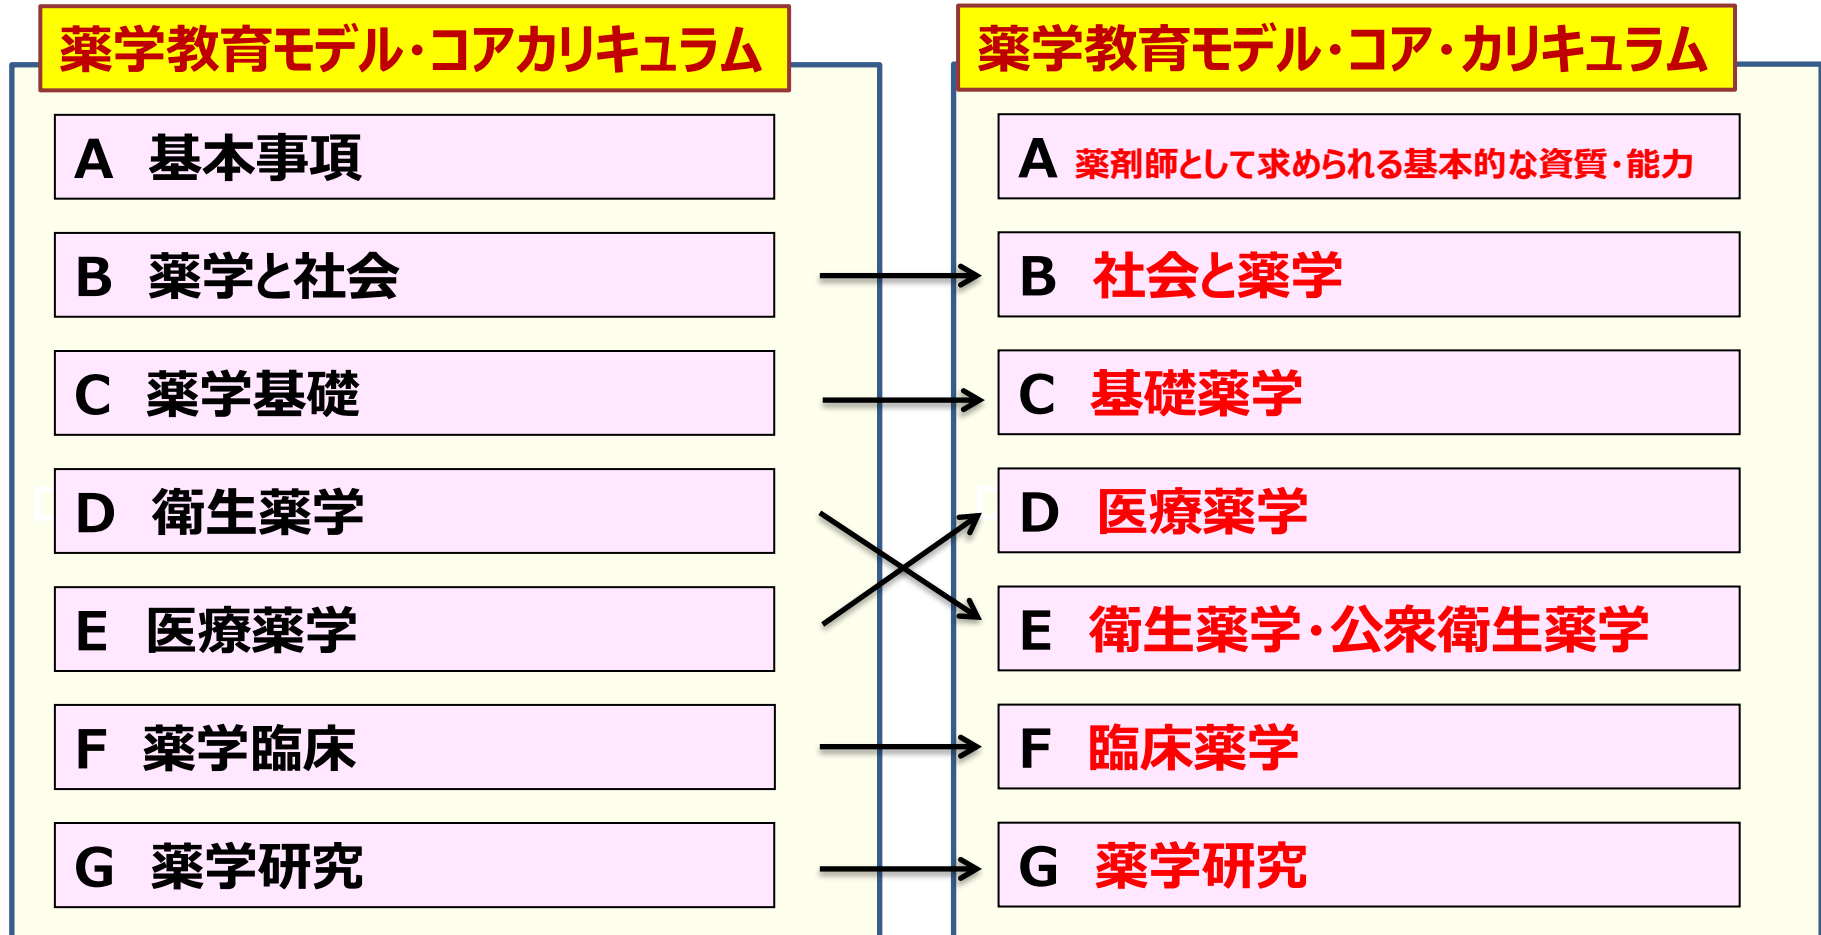 薬学教育モデル・コアカリキュラム
A 基本事項
B 薬学と社会
C 薬学基礎
D 衛生薬学
E 医療薬学
F 薬学臨床
G 薬学研究
薬学教育モデル・コア・カリキュラム
A 薬剤師として求められる基本的な資質・能力
B 社会と薬学
C 基礎薬学
D 医療薬学
E 衛生薬学・公衆衛生薬学
F 臨床薬学
G 薬学研究